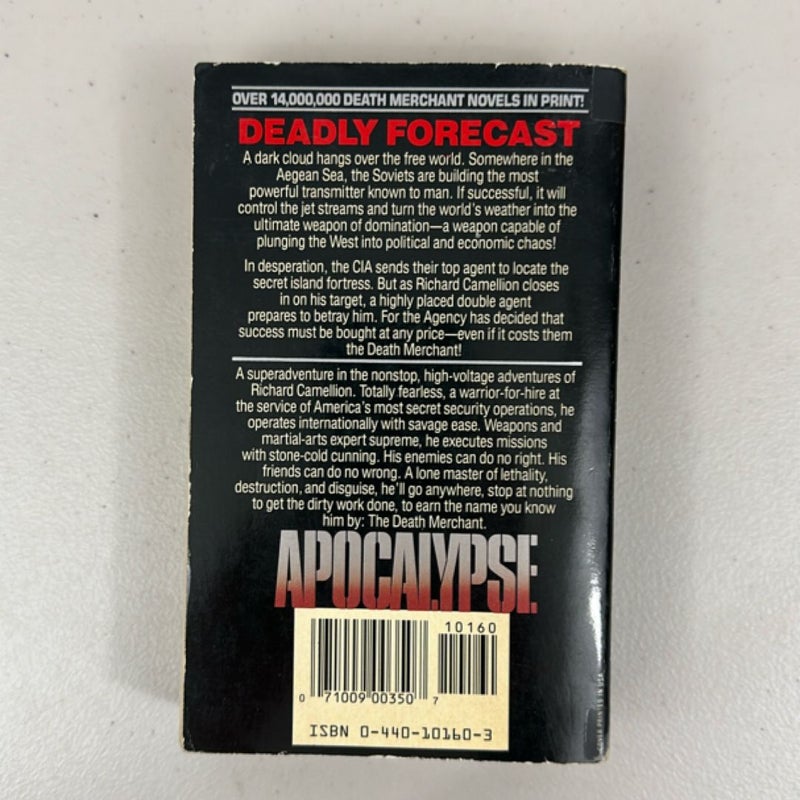 OVER 14,000,000 DEATH MERCHANT NOVELS IN PRINT!
DEADLY FORECAST
A dark cloud hangs over the free world. Somewhere in the
Aegean Sea, the Soviets are building the most
powerful transmitter known to man. If successful, it will
control the jet streams and turn the world's weather into the
ultimate weapon of domination—a weapon capable of
plunging the West into political and economic chaos!
In desperation, the CIA sends their top agent to locate the
secret island fortress. But as Richard Camellion closes
in on his target, a highly placed double agent
prepares to betray him. For the Agency has decided that
success must be bought at any price—even if it costs them
the Death Merchant!
A superadventure in the nonstop, high-voltage adventures of
Richard Camellion. Totally fearless, a warrior-for-hire at
the service of America's most secret security operations, he
operates internationally with savage ease. Weapons and
martial-arts expert supreme, he executes missions
with stone-cold cunning. His enemies can do no right. His
friends can do no wrong. A lone master of lethality,
destruction, and disguise, he'll go anywhere, stop at nothing
to get the dirty work done, to earn the name you know
him by: The Death Merchant.
APOCALYPSE
10160
0 71009 00350 7
ISBN 0-440-10160-3
COVER PRINTED IN USA